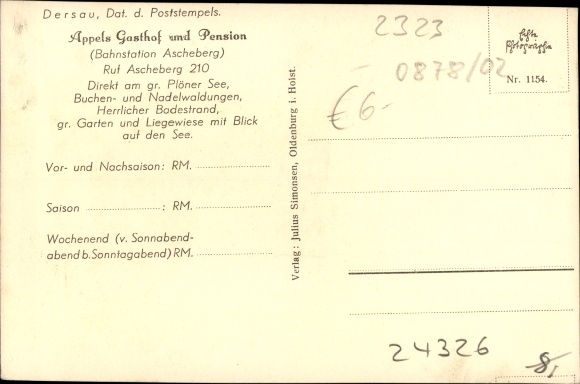 Dersau, Dat. d. Poststempels.
Appels Gasthof und Pension
(Bahnstation Ascheberg)
Ruf Ascheberg 210
Direkt am gr. Plöner See,
Buchen- und Nadelwaldungen,
Herrlicher Badestrand,
gr. Garten und Liegewiese mit Blick
auf den See.
Vor- und Nachsaison: RM.
Saison : RM.
Wochenend (v. Sonnabend-
abend b. Sonntagabend) RM.
Verlag: Julius Simonsen, Oldenburg i. Holst.
2323
0878/02
€6-
Echte
Photographie
Nr. 1154.
24326
8,